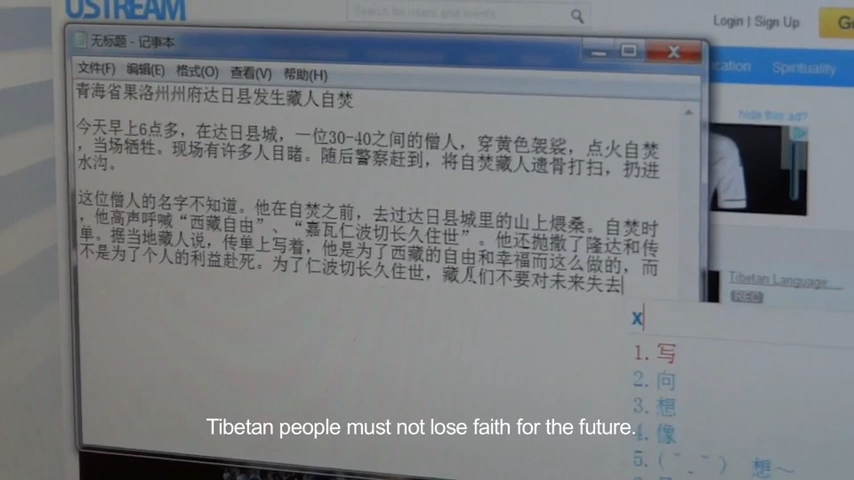 USTREAM
Search for users and events
Login | Sign Up
无标题 - 记事本
文件(F) 编辑(E) 格式(O) 查看(V) 帮助(H)
Spirituality
hide this ad?
青海省果洛州州府达日县发生藏人自焚
今天早上6点多，在达日县城，一位30-40之间的僧人，穿黄色袈裟，点火自焚
，当场牺牲。现场有许多人目睹。随后警察赶到，将自焚藏人遗骨打扫，扔进
水沟。
这位僧人的名字不知道。他在自焚之前，去过达日县城里的山上煨桑。自焚时
，他高声呼喊“西藏自由”、“嘉瓦仁波切长久住世”。他还抛撒了隆达和传
单。据当地藏人说，传单上写着，他是为了西藏的自由和幸福而这么做的，而
不是为了个人的利益赴死。为了仁波切长久住世，藏人们不要对未来失去
Tibetan Language...
REC
x
1. 写
2. 向
3. 想
4. 像
5. 想～
Tibetan people must not lose faith for the future.